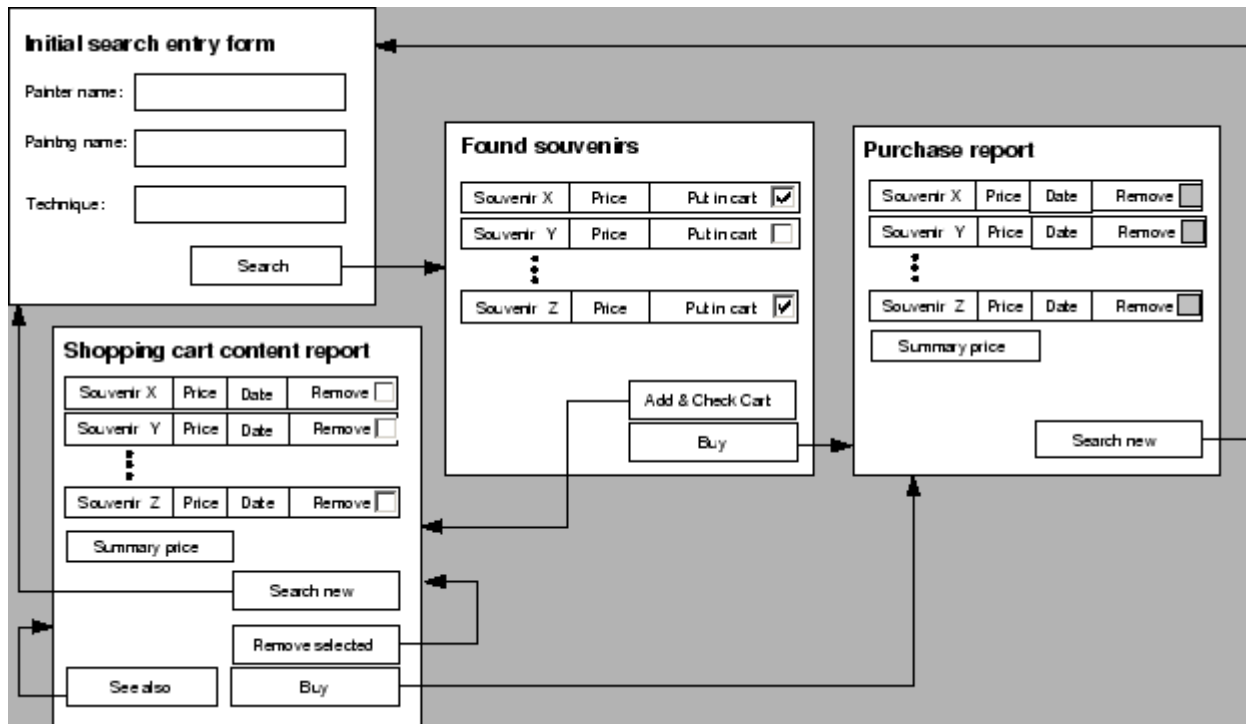 Initial search entry form
Painter name:
Paintng name:
Technique:
Search
Found souvenirs
Souvenir X Price Put in cart
Souvenir Y Price Put in cart
Souvenir Z Price Put in cart
Add & Check Cart
Buy
Purchase report
Souvenir X Price Date Remove
Souvenir Y Price Date Remove
Souvenir Z Price Date Remove
Summary price
Search new
Shopping cart content report
Souvenir X Price Date Remove
Souvenir Y Price Date Remove
Souvenir Z Price Date Remove
Summary price
Search new
Remove selected
See also
Buy